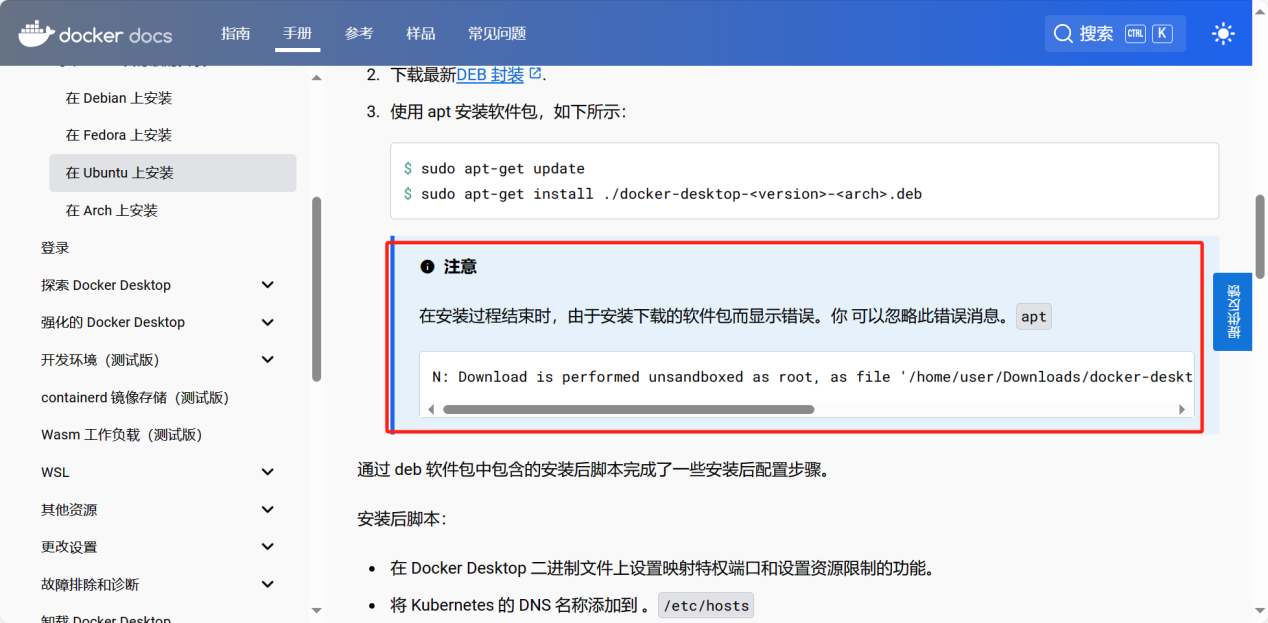 docker docs
指南 手册 参考 样品 常见问题
搜索 CTRL K
在 Debian 上安装
在 Fedora 上安装
在 Ubuntu 上安装
在 Arch 上安装
登录
探索 Docker Desktop
强化的 Docker Desktop
开发环境（测试版）
containerd 镜像存储（测试版）
Wasm 工作负载（测试版）
WSL
其他资源
更改设置
故障排除和诊断
卸载 Docker Desktop
2. 下载最新DEB 封装.
3. 使用 apt 安装软件包，如下所示：
$ sudo apt-get update
$ sudo apt-get install ./docker-desktop-<version>-<arch>.deb
注意
在安装过程结束时，由于安装下载的软件包而显示错误。你 可以忽略此错误消息。 apt
N: Download is performed unsandboxed as root, as file '/home/user/Downloads/docker-deskt
通过 deb 软件包中包含的安装后脚本完成了一些安装后配置步骤。
安装后脚本：
• 在 Docker Desktop 二进制文件上设置映射特权端口和设置资源限制的功能。
• 将 Kubernetes 的 DNS 名称添加到 。 /etc/hosts
提供反馈